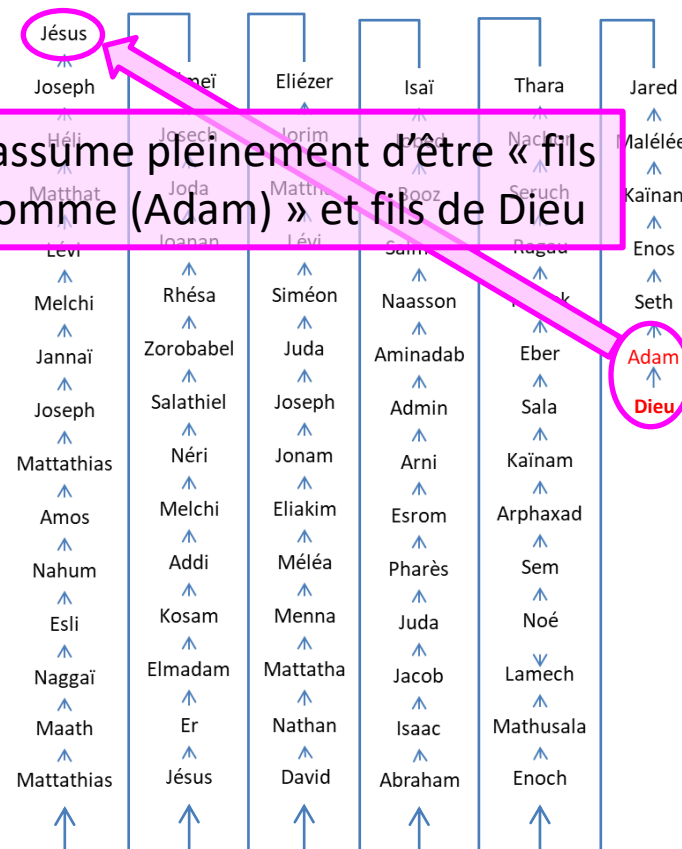 Jésus
Joseph
Héli
Matthat
Lévi
Melchi
Jannaï
Joseph
Mattathias
Amos
Nahum
Esli
Naggaï
Maath
Mattathias
meï
Josech
Joda
Joanan
Rhésa
Zorobabel
Salathiel
Néri
Melchi
Addi
Kosam
Elmadam
Er
Jésus
Eliézer
Jorim
Lévi
Siméon
Juda
Joseph
Jonam
Eliakim
Méléa
Menna
Mattatha
Nathan
David
Isaï
Booz
Naasson
Aminadab
Admin
Arni
Esrom
Pharès
Juda
Jacob
Isaac
Abraham
Thara
Nachor
Seruch
Ragau
k
Eber
Sala
Kaïnam
Arphaxad
Sem
Noé
Lamech
Mathusala
Enoch
Jared
Malélée
Kaïnan
Enos
Seth
Adam
Dieu
assume pleinement d'être « fils
omme (Adam) » et fils de Dieu